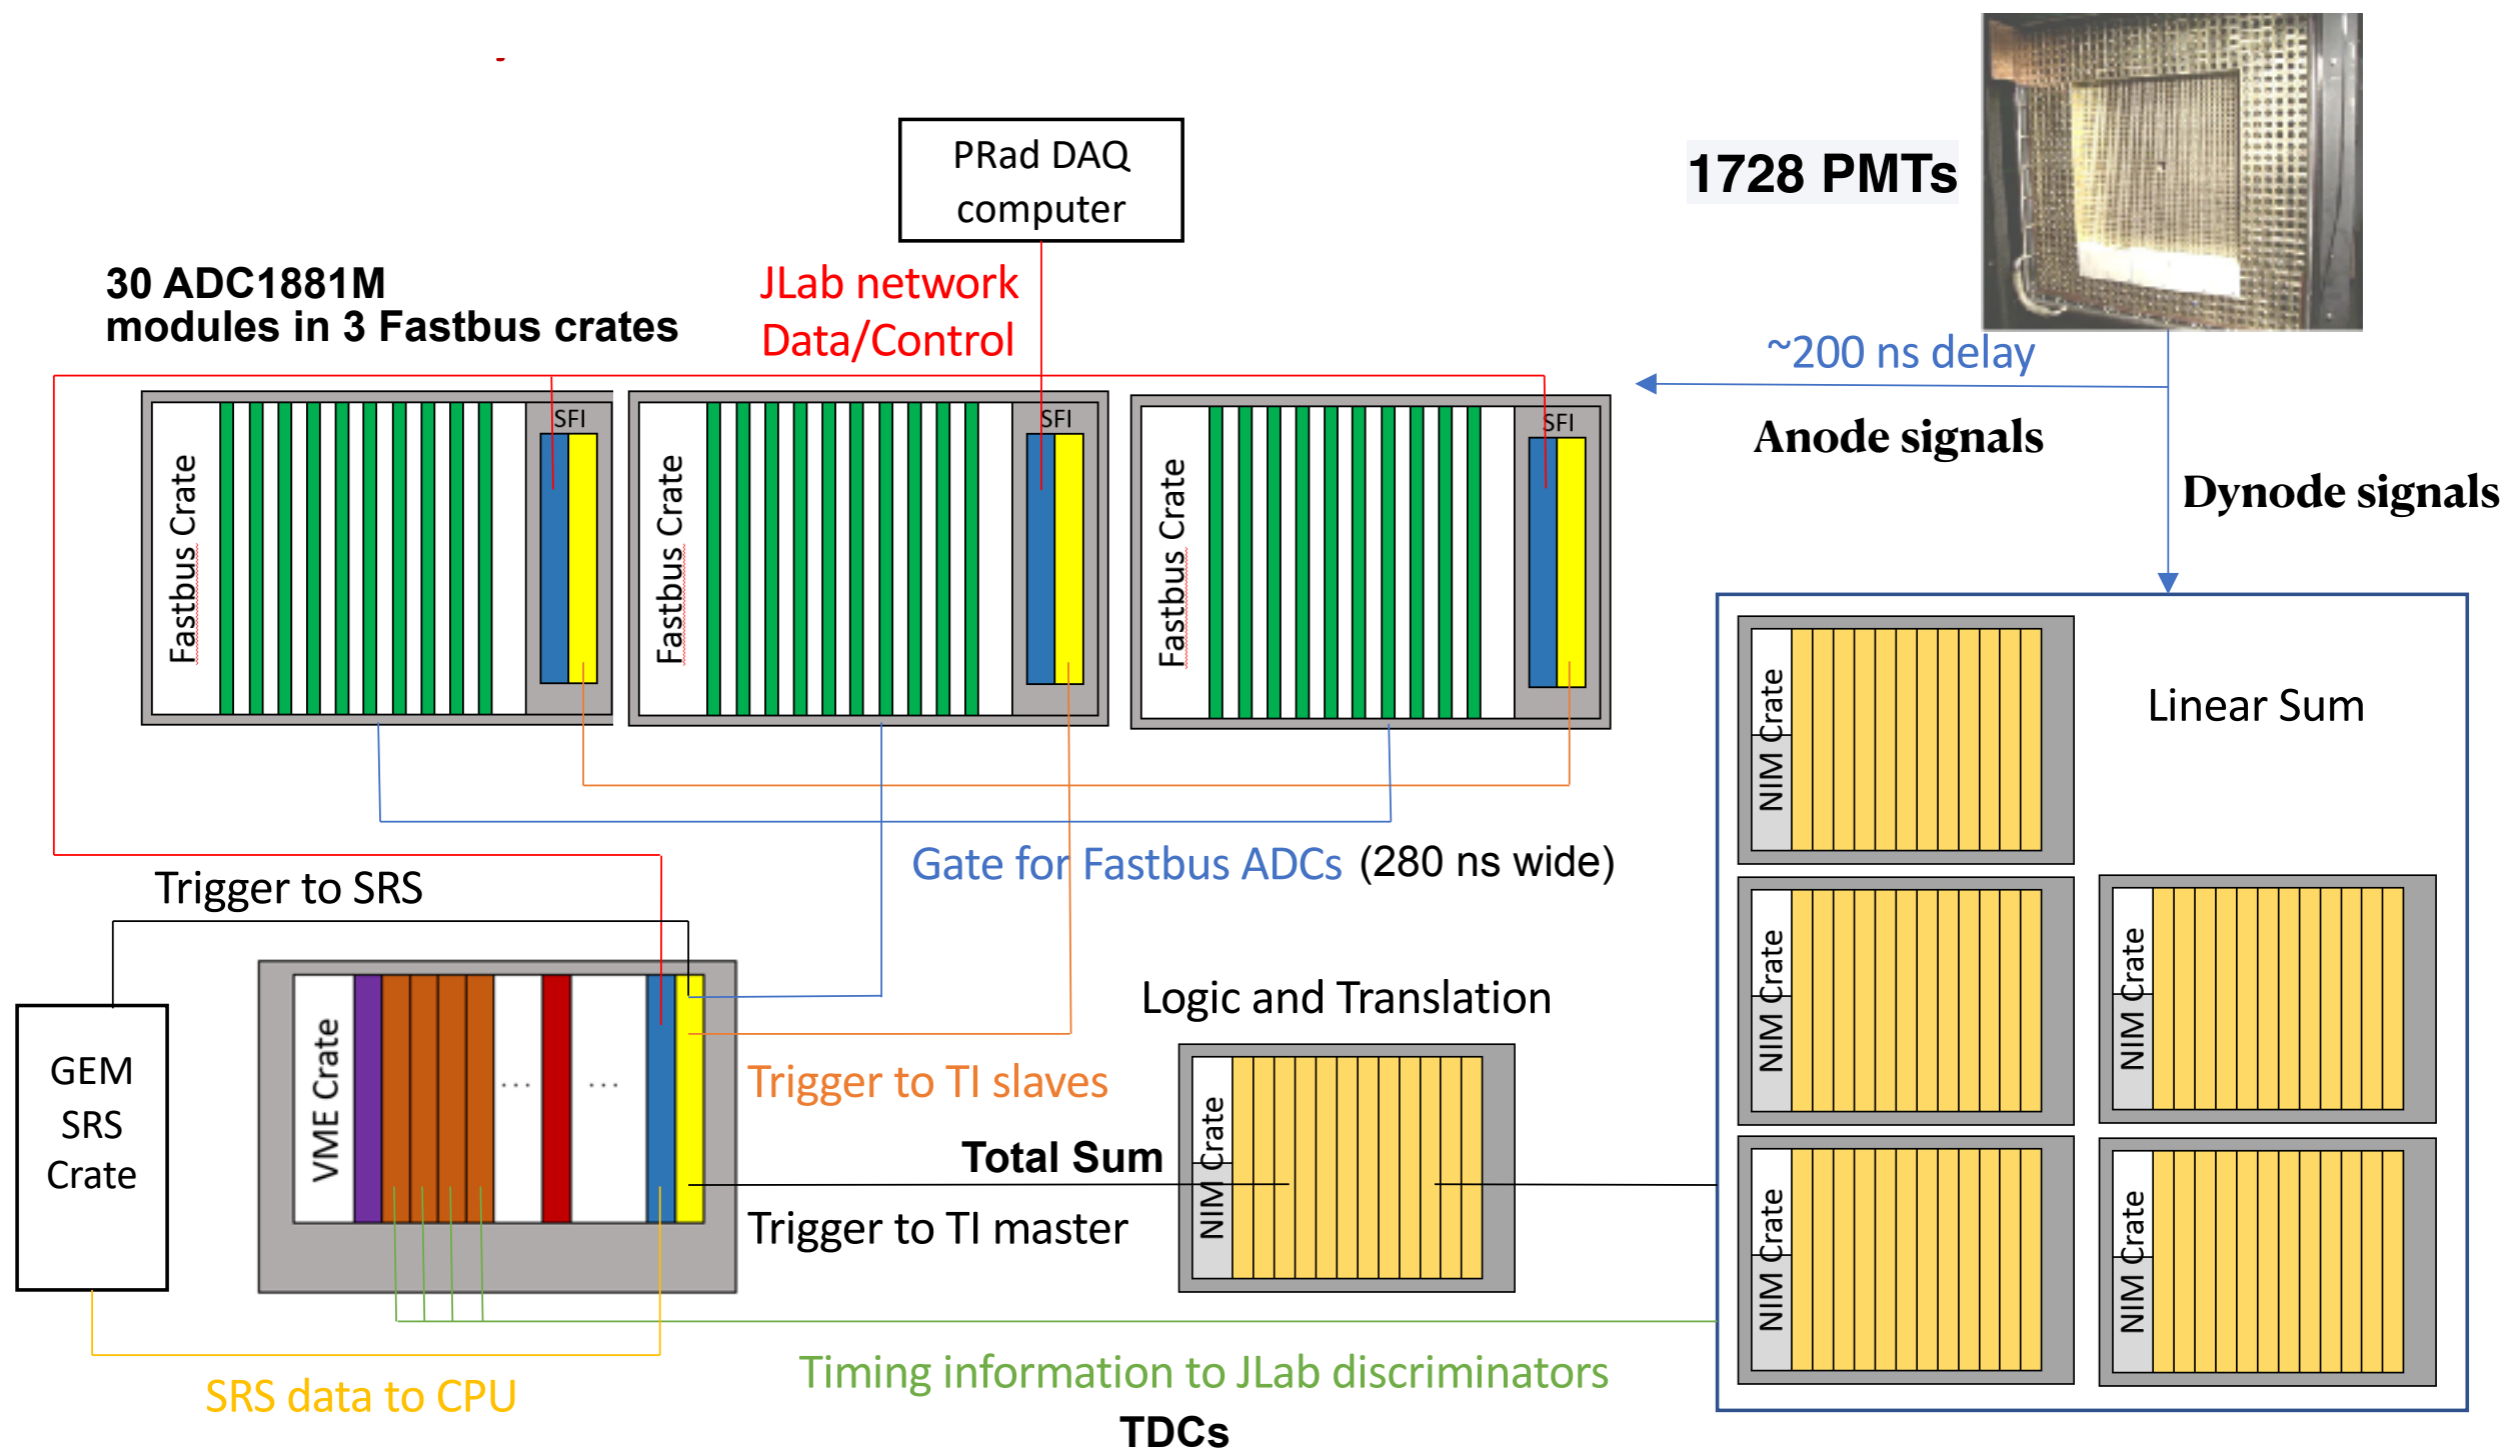 PRad DAQ
computer
1728 PMTs
30 ADC1881M
modules in 3 Fastbus crates
JLab network
Data/Control
~200 ns delay
Anode signals
Dynode signals
Fastbus Crate
SFI
Fastbus Crate
SFI
Fastbus Crate
SFI
Gate for Fastbus ADCs (280 ns wide)
Trigger to SRS
GEM
SRS
Crate
VME Crate
...
...
Trigger to TI slaves
Total Sum
Trigger to TI master
Logic and Translation
NIM Crate
Linear Sum
NIM Crate
NIM Crate
NIM Crate
NIM Crate
NIM Crate
SRS data to CPU
Timing information to JLab discriminators
TDCs